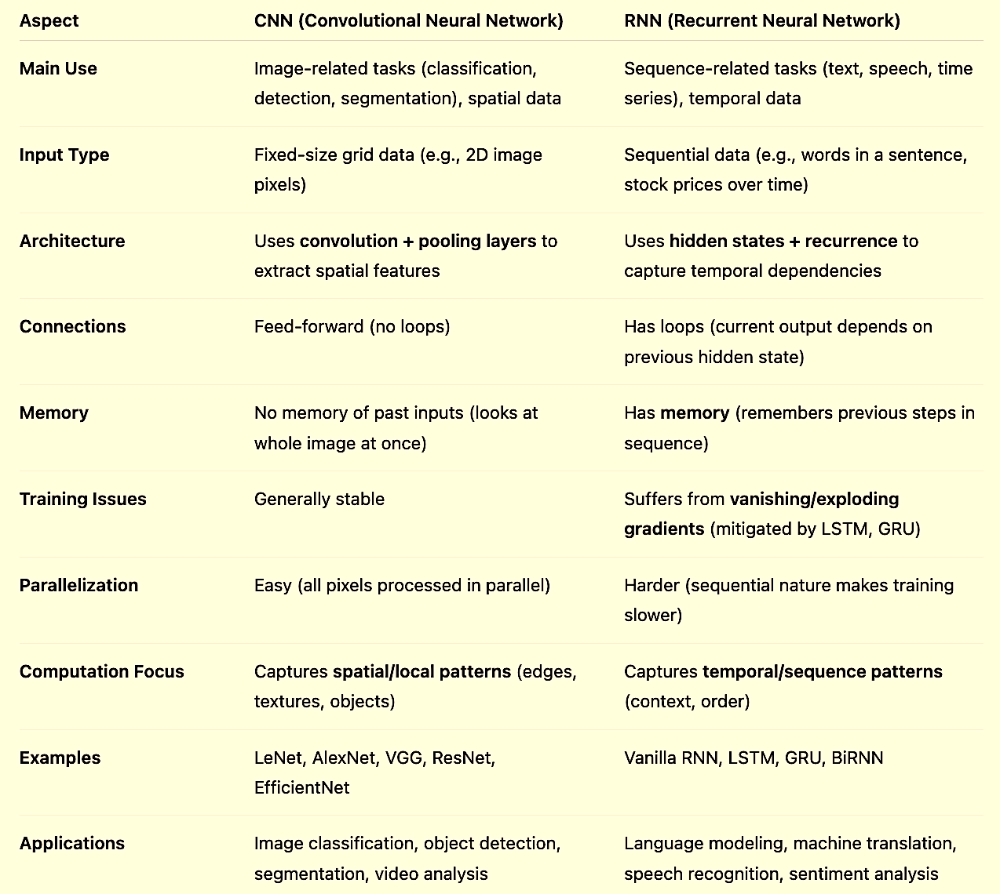 Aspect CNN (Convolutional Neural Network) RNN (Recurrent Neural Network)
Main Use Image-related tasks (classification, Sequence-related tasks (text, speech, time
detection, segmentation), spatial data series), temporal data
Input Type Fixed-size grid data (e.g., 2D image Sequential data (e.g., words in a sentence,
pixels) stock prices over time)
Architecture Uses convolution + pooling layers to Uses hidden states + recurrence to
extract spatial features capture temporal dependencies
Connections Feed-forward (no loops) Has loops (current output depends on
previous hidden state)
Memory No memory of past inputs (looks at Has memory (remembers previous steps in
whole image at once) sequence)
Training Issues Generally stable Suffers from vanishing/exploding
gradients (mitigated by LSTM, GRU)
Parallelization Easy (all pixels processed in parallel) Harder (sequential nature makes training
slower)
Computation Focus Captures spatial/local patterns (edges, Captures temporal/sequence patterns
textures, objects) (context, order)
Examples LeNet, AlexNet, VGG, ResNet, Vanilla RNN, LSTM, GRU, BiRNN
EfficientNet
Applications Image classification, object detection, Language modeling, machine translation,
segmentation, video analysis speech recognition, sentiment analysis